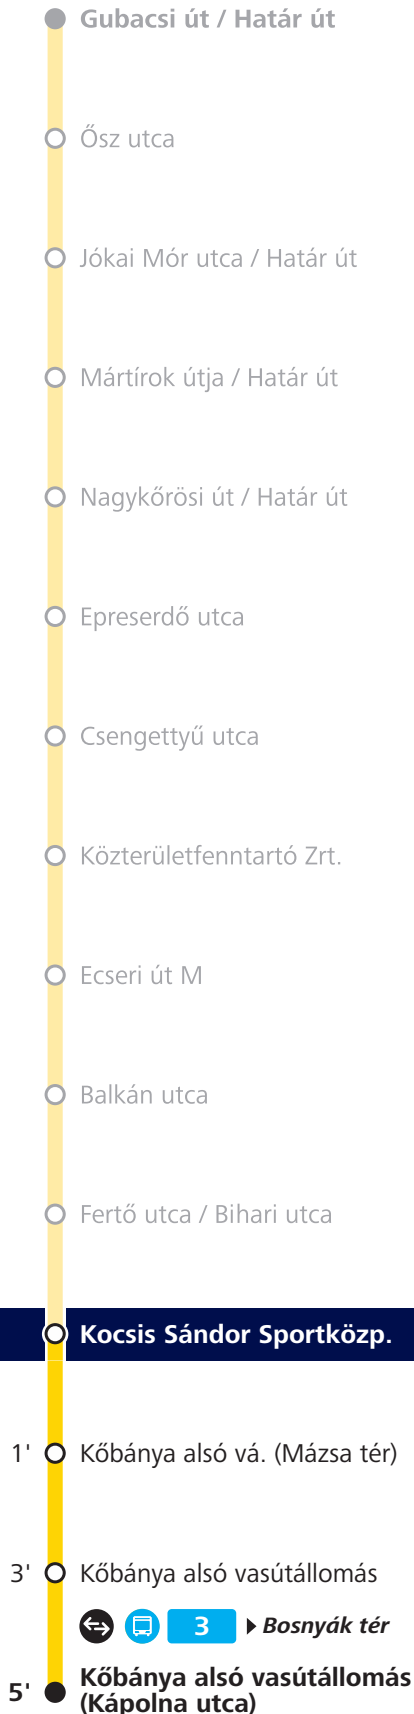 Gubacsi út / Határ út
Ősz utca
Jókai Mór utca / Határ út
Mártírok útja / Határ út
Nagykőrösi út / Határ út
Epreserdő utca
Csengettyű utca
Közterületfenntartó Zrt.
Ecseri út M
Balkán utca
Fertő utca / Bihari utca
Kocsis Sándor Sportközp.
1' Kőbánya alsó vá. (Mázsa tér)
3' Kőbánya alsó vasútállomás
3 Bosnyák tér
5' Kőbánya alsó vasútállomás
(Kápolna utca)